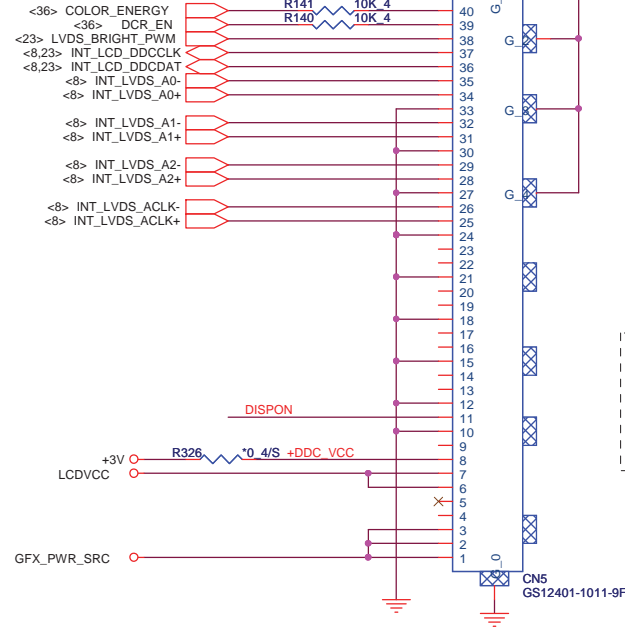 R141 10K_4
<36> COLOR_ENERGY 40
R140 10K_4
<36> DCR_EN 39
<23> LVDS_BRIGHT_PWM 38
<8,23> INT_LCD_DDCCLK 37
<8,23> INT_LCD_DDCDAT 36
<8> INT_LVDS_A0- 35
<8> INT_LVDS_A0+ 34
33
<8> INT_LVDS_A1- 32
<8> INT_LVDS_A1+ 31
30
<8> INT_LVDS_A2- 29
<8> INT_LVDS_A2+ 28
27
<8> INT_LVDS_ACLK- 26
<8> INT_LVDS_ACLK+ 25
24
23
22
21
20
19
18
17
16
15
14
13
12
DISPON 11
10
9
R326 *0_4/S +DDC_VCC
+3V 8
LCDVCC 7
6
5
4
3
2
GFX_PWR_SRC 1
G_0
CN5
GS12401-1011-9F